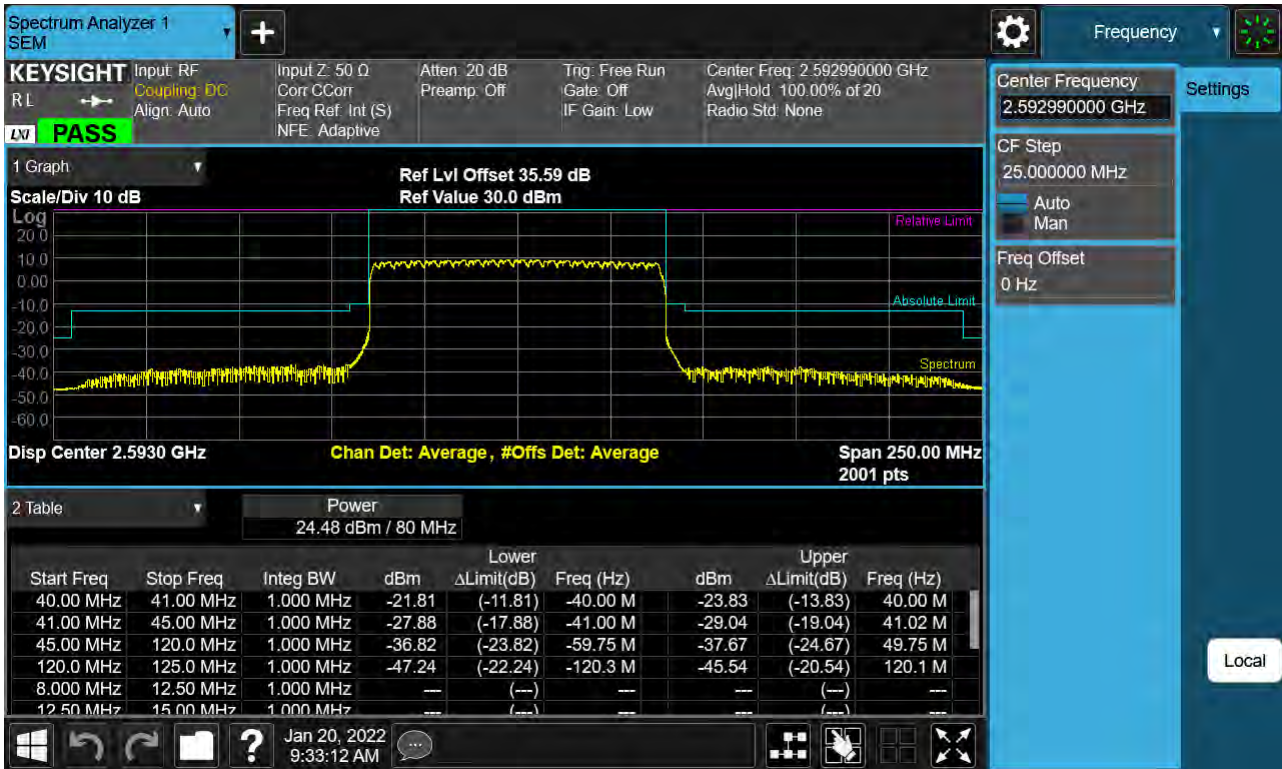 Spectrum Analyzer 1
SEM
Frequency
KEYSIGHT
R L
LXI
PASS
Input: RF
Coupling: DC
Align: Auto
Input Z: 50 Ω
Corr CCorr
Freq Ref: Int (S)
NFE: Adaptive
Atten: 20 dB
Preamp: Off
Trig: Free Run
Gate: Off
IF Gain: Low
Center Freq: 2.592990000 GHz
Avg|Hold: 100.00% of 20
Radio Std: None
Center Frequency
2.592990000 GHz
Settings
CF Step
25.000000 MHz
Auto
Man
Freq Offset
0 Hz
Local
1 Graph
Ref Lvl Offset 35.59 dB
Scale/Div 10 dB
Ref Value 30.0 dBm
Log
20.0
10.0
0.00
-10.0
-20.0
-30.0
-40.0
-50.0
-60.0
Relative Limit
Absolute Limit
Spectrum
Disp Center 2.5930 GHz
Chan Det: Average, #Offs Det: Average
Span 250.00 MHz
2001 pts
2 Table
Power
24.48 dBm / 80 MHz
Lower Upper
Start Freq Stop Freq Integ BW dBm ΔLimit(dB) Freq (Hz) dBm ΔLimit(dB) Freq (Hz)
40.00 MHz 41.00 MHz 1.000 MHz -21.81 (-11.81) -40.00 M -23.83 (-13.83) 40.00 M
41.00 MHz 45.00 MHz 1.000 MHz -27.88 (-17.88) -41.00 M -29.04 (-19.04) 41.02 M
45.00 MHz 120.0 MHz 1.000 MHz -36.82 (-23.82) -59.75 M -37.67 (-24.67) 49.75 M
120.0 MHz 125.0 MHz 1.000 MHz -47.24 (-22.24) -120.3 M -45.54 (-20.54) 120.1 M
8.000 MHz 12.50 MHz 1.000 MHz --- (---) --- --- (---) ---
12.50 MHz 15.00 MHz 1.000 MHz --- (---) --- --- (---) ---
Jan 20, 2022
9:33:12 AM